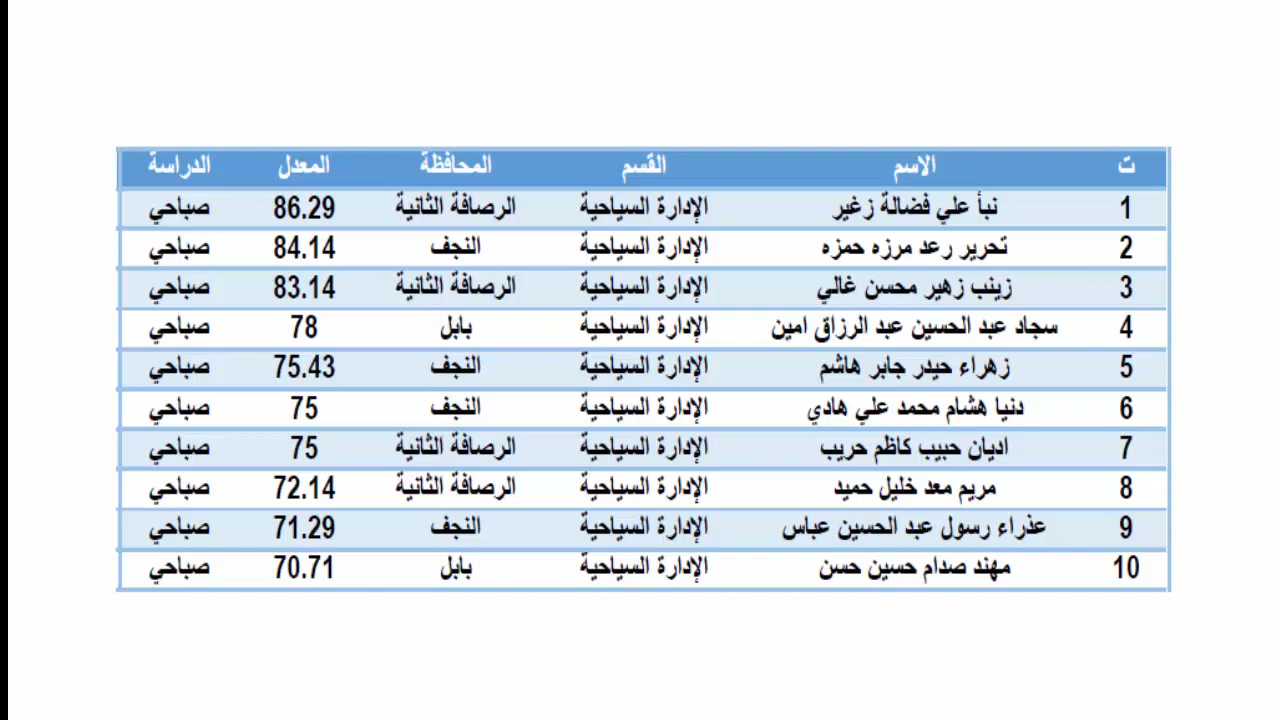 ت الاسم القسم المحافظة المعدل الدراسة
1 نبأ علي فضالة زغير الإدارة السياحية الرصافة الثانية 86.29 صباحي
2 تحرير رعد مرزه حمزه الإدارة السياحية النجف 84.14 صباحي
3 زينب زهير محسن غالي الإدارة السياحية الرصافة الثانية 83.14 صباحي
4 سجاد عبد الحسين عبد الرزاق امين الإدارة السياحية بابل 78 صباحي
5 زهراء حيدر جابر هاشم الإدارة السياحية النجف 75.43 صباحي
6 دنيا هشام محمد علي هادي الإدارة السياحية النجف 75 صباحي
7 اديان حبيب كاظم حريب الإدارة السياحية الرصافة الثانية 75 صباحي
8 مريم معد خليل حميد الإدارة السياحية الرصافة الثانية 72.14 صباحي
9 عذراء رسول عبد الحسين عباس الإدارة السياحية النجف 71.29 صباحي
10 مهند صدام حسين حسن الإدارة السياحية بابل 70.71 صباحي